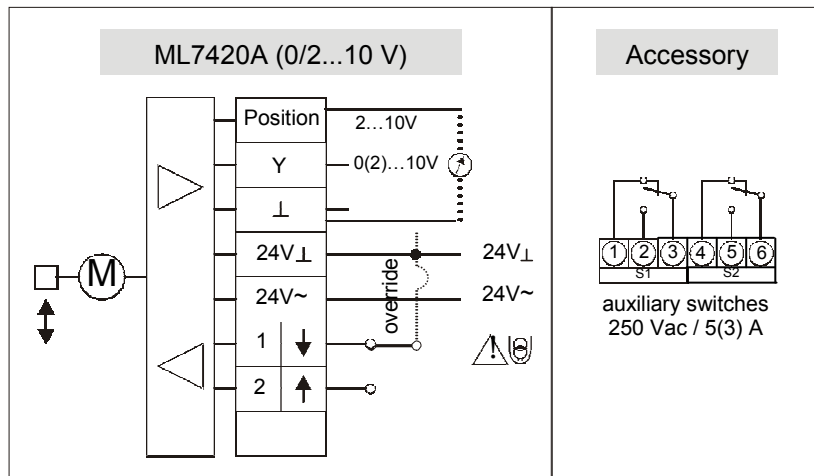 ML7420A (0/2...10 V)
Accessory
Position
2…10V
Y
0(2)…10V
⊥
24V⊥
24V⊥
24V~
24V~
override
1
2
M
1 2 3 4 5 6
S1 S2
auxiliary switches
250 Vac / 5(3) A